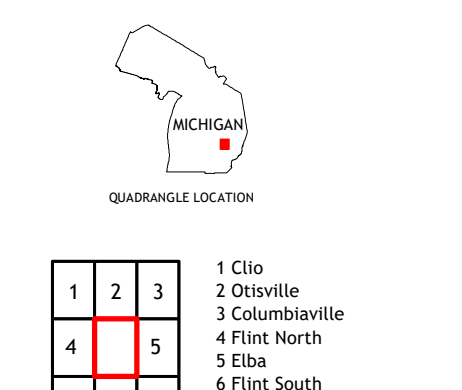 MICHIGAN
QUADRANGLE LOCATION
1 2 3
4 5
1 Clio
2 Otisville
3 Columbiaville
4 Flint North
5 Elba
6 Flint South